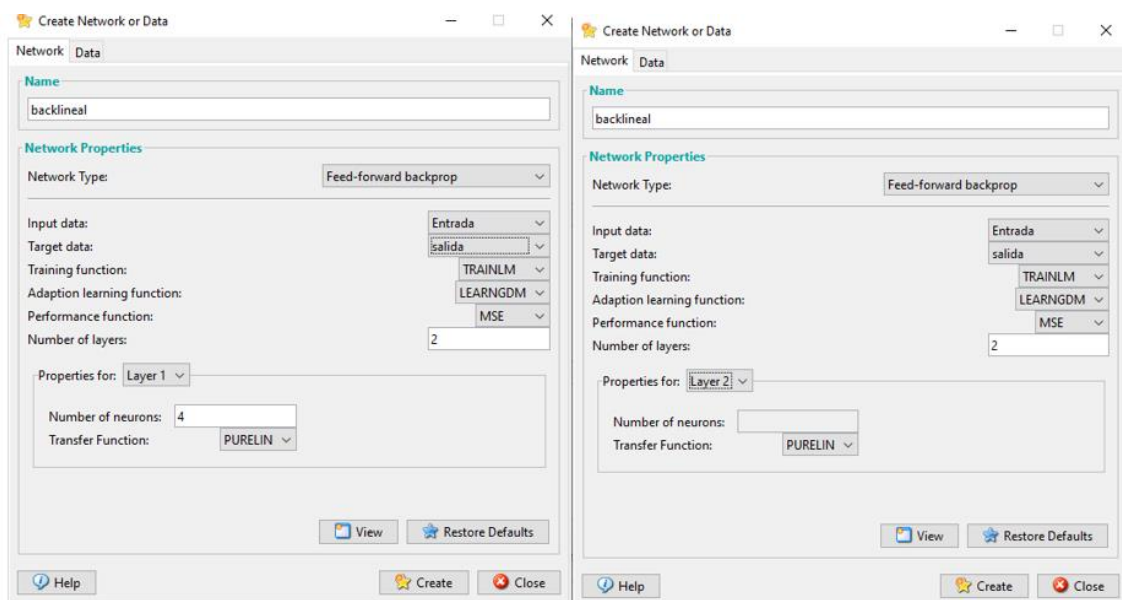 Create Network or Data
Network Data
Name
backlineal
Network Properties
Network Type: Feed-forward backprop
Input data: Entrada
Target data: salida
Training function: TRAINLM
Adaption learning function: LEARNGDM
Performance function: MSE
Number of layers: 2
Properties for: Layer 1
Number of neurons: 4
Transfer Function: PURELIN
View Restore Defaults
Help Create Close
Create Network or Data
Network Data
Name
backlineal
Network Properties
Network Type: Feed-forward backprop
Input data: Entrada
Target data: salida
Training function: TRAINLM
Adaption learning function: LEARNGDM
Performance function: MSE
Number of layers: 2
Properties for: Layer 2
Number of neurons:
Transfer Function: PURELIN
View Restore Defaults
Help Create Close